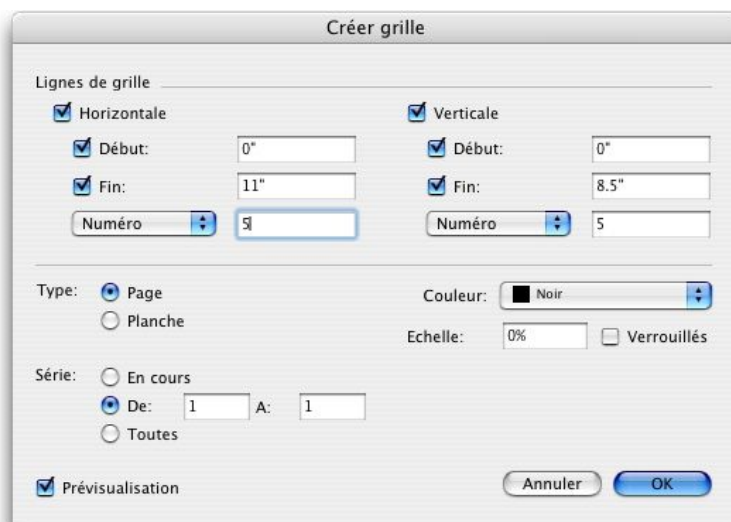 Créer grille
Lignes de grille
Horizontale Verticale
Début: 0" Début: 0"
Fin: 11" Fin: 8.5"
Numéro 5 Numéro 5
Type: Page Couleur: Noir
Planche Echelle: 0% Verrouillés
Série: En cours
De: 1 A: 1
Toutes
Prévisualisation Annuler OK